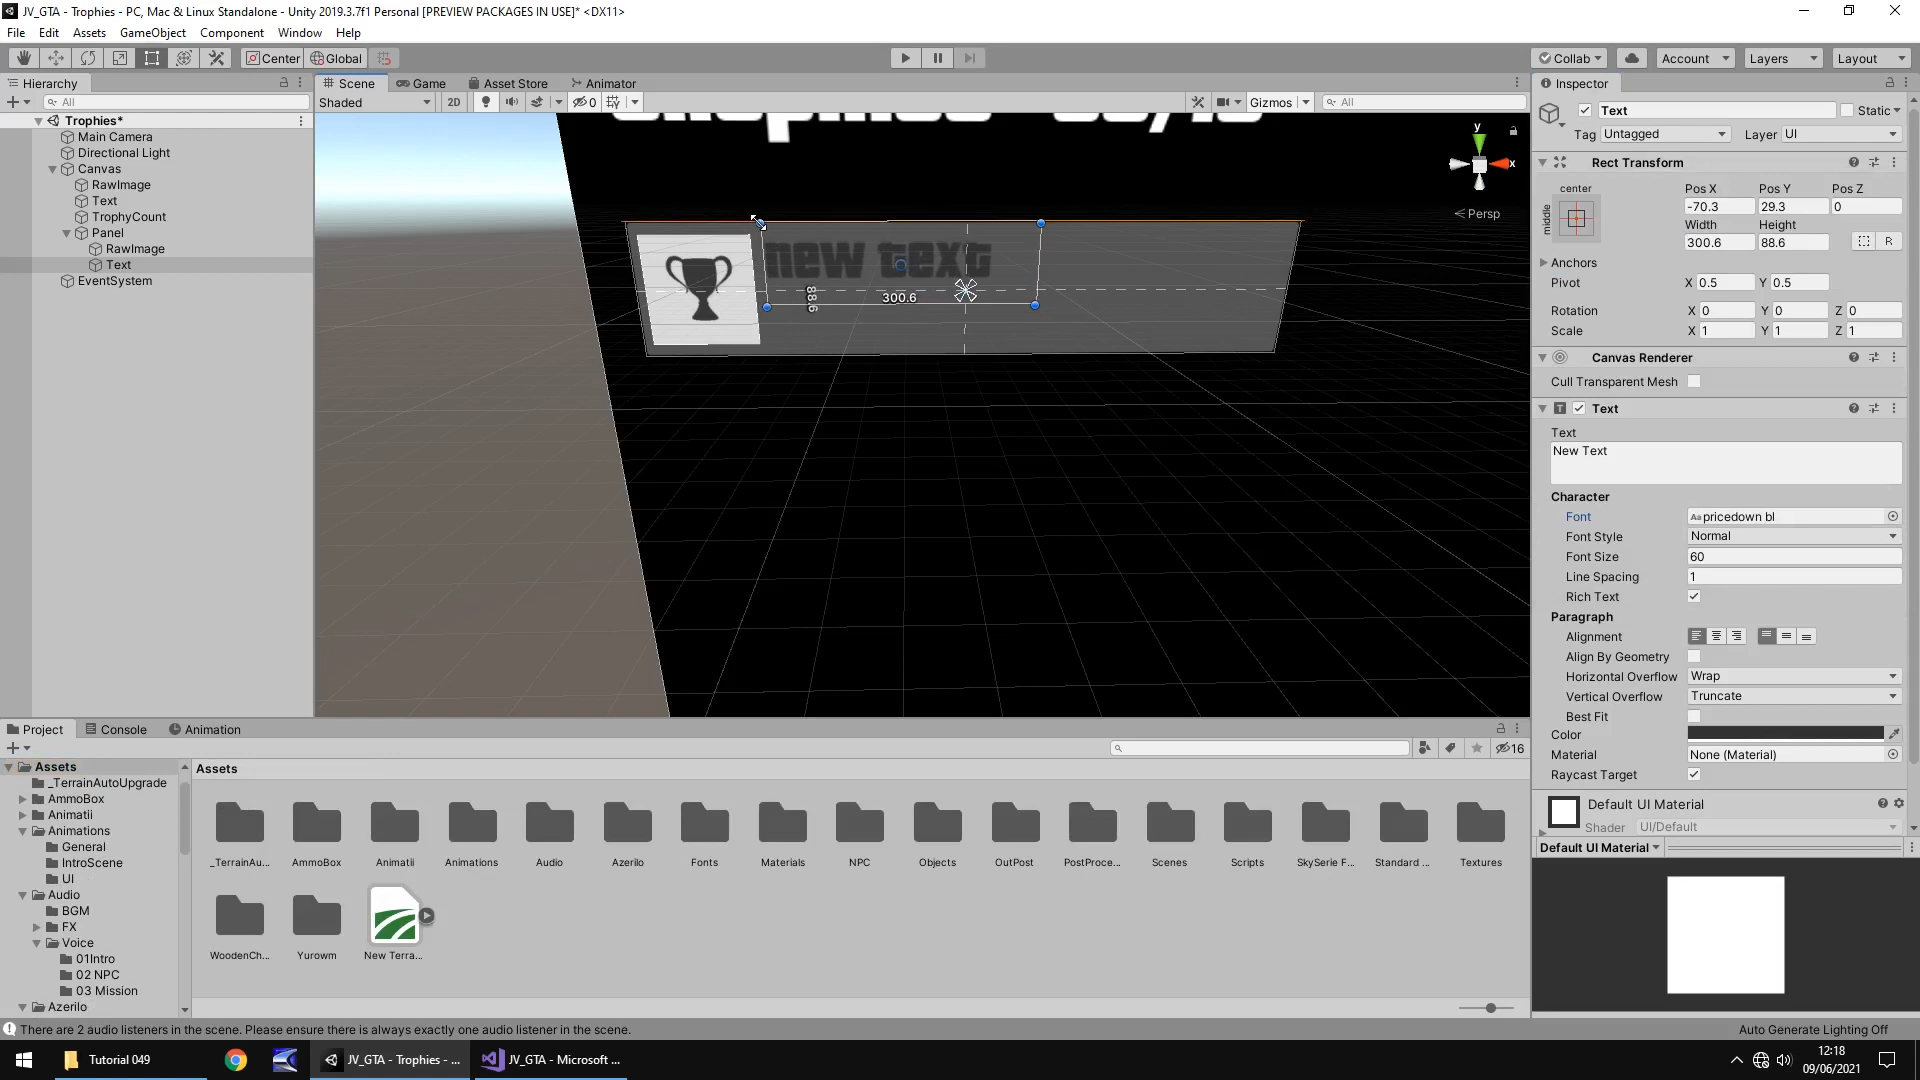 JV_GTA - Trophies - PC, Mac & Linux Standalone - Unity 2019.3.7f1 Personal [PREVIEW PACKAGES IN USE]* <DX11>
File Edit Assets GameObject Component Window Help
Center Global Collab Account Layers Layout
Hierarchy
All
Trophies*
Main Camera
Directional Light
Canvas
RawImage
Text
TrophyCount
Panel
RawImage
Text
EventSystem
Scene Game Asset Store Animator
Shaded 2D 0 Gizmos All
y
x
Persp
new text
88.6
300.6
Inspector
Text Static
Tag Untagged Layer UI
Rect Transform
center
middle
Pos X Pos Y Pos Z
-70.3 29.3 0
Width Height
300.6 88.6
R
Anchors
Pivot X 0.5 Y 0.5
Rotation X 0 Y 0 Z 0
Scale X 1 Y 1 Z 1
Canvas Renderer
Cull Transparent Mesh
Text
Text
New Text
Character
Font pricedown bl
Font Style Normal
Font Size 60
Line Spacing 1
Rich Text
Paragraph
Alignment
Align By Geometry
Horizontal Overflow Wrap
Vertical Overflow Truncate
Best Fit
Color
Material None (Material)
Raycast Target
Default UI Material
Shader UI/Default
Default UI Material
Project Console Animation
16
Assets
_TerrainAutoUpgrade
AmmoBox
Animatii
Animations
General
IntroScene
UI
Audio
BGM
FX
Voice
01Intro
02 NPC
03 Mission
Azerilo
Assets
_TerrainAu... AmmoBox Animatii Animations Audio Azerilo Fonts Materials NPC Objects OutPost PostProce... Scenes Scripts SkySerie F... Standard ... Textures
WoodenCh... Yurowm New Terra...
There are 2 audio listeners in the scene. Please ensure there is always exactly one audio listener in the scene.
Auto Generate Lighting Off
Tutorial 049 JV_GTA - Trophies - ... JV_GTA - Microsoft ...
12:18
09/06/2021